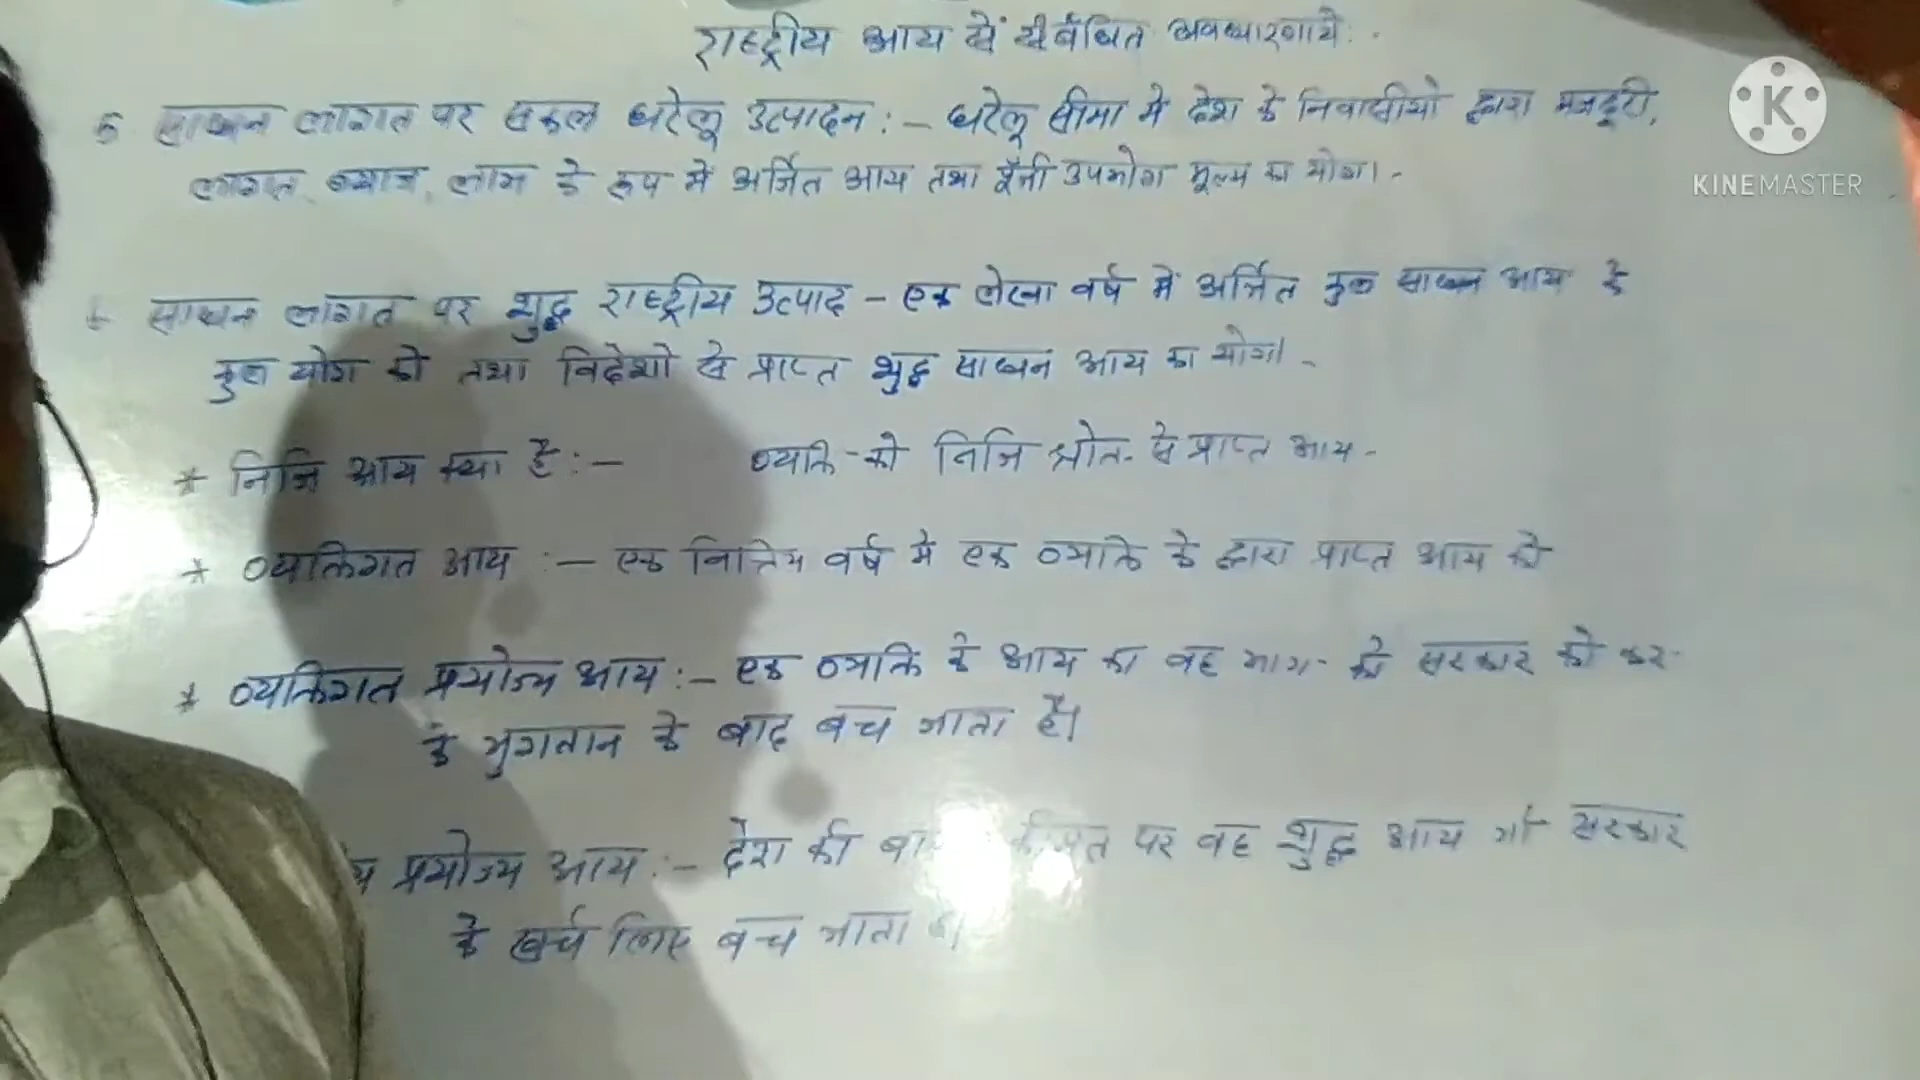 राष्ट्रीय आय से संबंधित अवधारणाये:
साधन लागत पर सकल घरेलू उत्पादन :- घरेलू सीमा मे देश के निवासीयो द्वारा मजदूरी,
लागत, ब्याज, लाभ के रूप में अर्जित आय तथा पूँजी उपभोग मूल्य का योग।
साधन लागत पर शुद्ध राष्ट्रीय उत्पाद - एक लेखा वर्ष में अर्जित कुल साधन आय के
कुल योग को तथा विदेशो से प्राप्त शुद्ध साधन आय का योग।
* निजि आय क्या है :- व्यक्ति को निजि श्रोत से प्राप्त आय -
* व्यक्तिगत आय :- एक वित्तिय वर्ष में एक व्यक्ति के द्वारा प्राप्त आय को
* व्यक्तिगत प्रयोज्य आय :- एक व्यक्ति के आय का वह भाग जो सरकार को कर
के भुगतान के बाद बच जाता है।
प्रयोज्य आय :- देश की पर वह शुद्ध आय जो सरकार
के खर्च लिए बच जाता
KINEMASTER